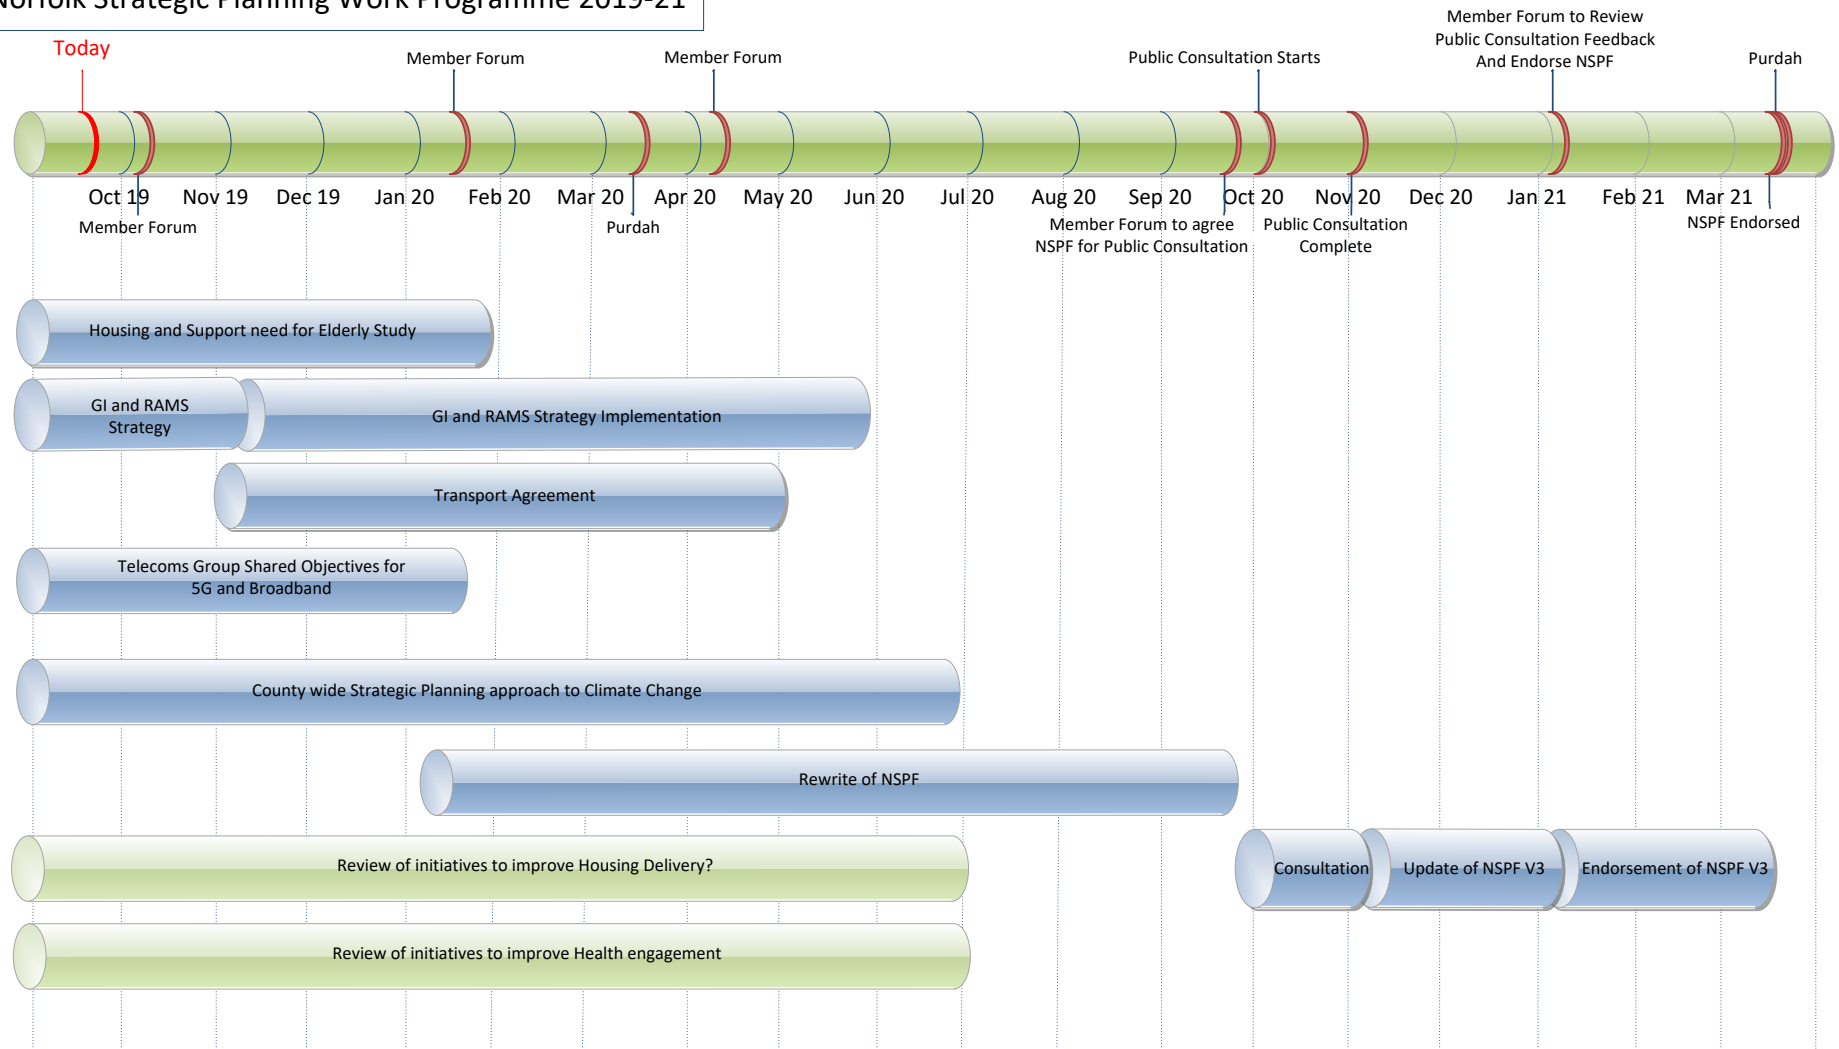 Norfolk Strategic Planning Work Programme 2019-21
Today
Member Forum
Member Forum
Public Consultation Starts
Member Forum to Review
Public Consultation Feedback
And Endorse NSPF
Purdah
Oct 19
Nov 19
Dec 19
Jan 20
Feb 20
Mar 20
Apr 20
May 20
Jun 20
Jul 20
Aug 20
Sep 20
Oct 20
Nov 20
Dec 20
Jan 21
Feb 21
Mar 21
Member Forum
Purdah
Member Forum to agree
NSPF for Public Consultation
Public Consultation
Complete
NSPF Endorsed
Housing and Support need for Elderly Study
GI and RAMS
Strategy
GI and RAMS Strategy Implementation
Transport Agreement
Telecoms Group Shared Objectives for
5G and Broadband
County wide Strategic Planning approach to Climate Change
Rewrite of NSPF
Review of initiatives to improve Housing Delivery?
Consultation
Update of NSPF V3
Endorsement of NSPF V3
Review of initiatives to improve Health engagement